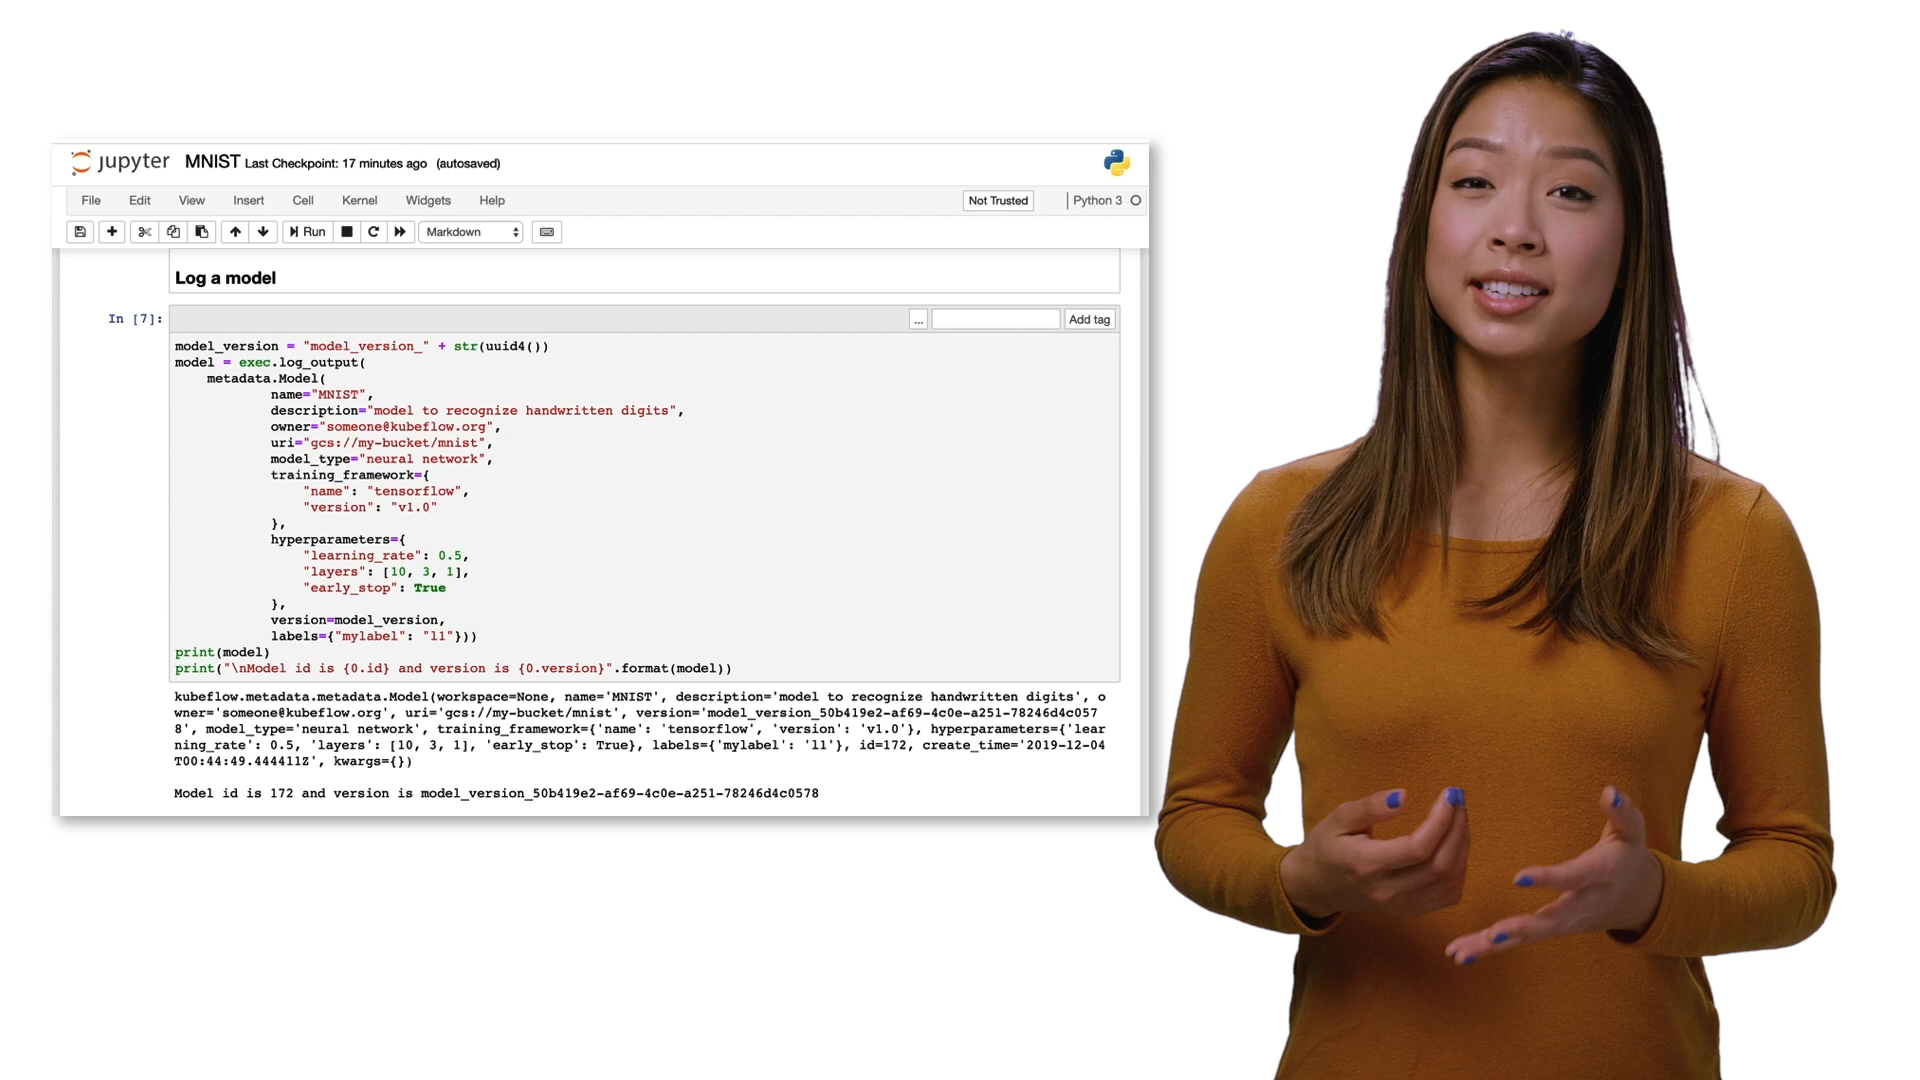 jupyter MNIST Last Checkpoint: 17 minutes ago (autosaved)
File Edit View Insert Cell Kernel Widgets Help Not Trusted Python 3
Run Markdown
Log a model
In [7]:
... Add tag
model_version = "model_version_" + str(uuid4())
model = exec.log_output(
    metadata.Model(
            name="MNIST",
            description="model to recognize handwritten digits",
            owner="someone@kubeflow.org",
            uri="gcs://my-bucket/mnist",
            model_type="neural network",
            training_framework={
                "name": "tensorflow",
                "version": "v1.0"
            },
            hyperparameters={
                "learning_rate": 0.5,
                "layers": [10, 3, 1],
                "early_stop": True
            },
            version=model_version,
            labels={"mylabel": "l1"}))
print(model)
print("\nModel id is {0.id} and version is {0.version}".format(model))
kubeflow.metadata.metadata.Model(workspace=None, name='MNIST', description='model to recognize handwritten digits', o
wner='someone@kubeflow.org', uri='gcs://my-bucket/mnist', version='model_version_50b419e2-af69-4c0e-a251-78246d4c057
8', model_type='neural network', training_framework={'name': 'tensorflow', 'version': 'v1.0'}, hyperparameters={'lear
ning_rate': 0.5, 'layers': [10, 3, 1], 'early_stop': True}, labels={'mylabel': 'l1'}, id=172, create_time='2019-12-04
T00:44:49.444411Z', kwargs={})
Model id is 172 and version is model_version_50b419e2-af69-4c0e-a251-78246d4c0578